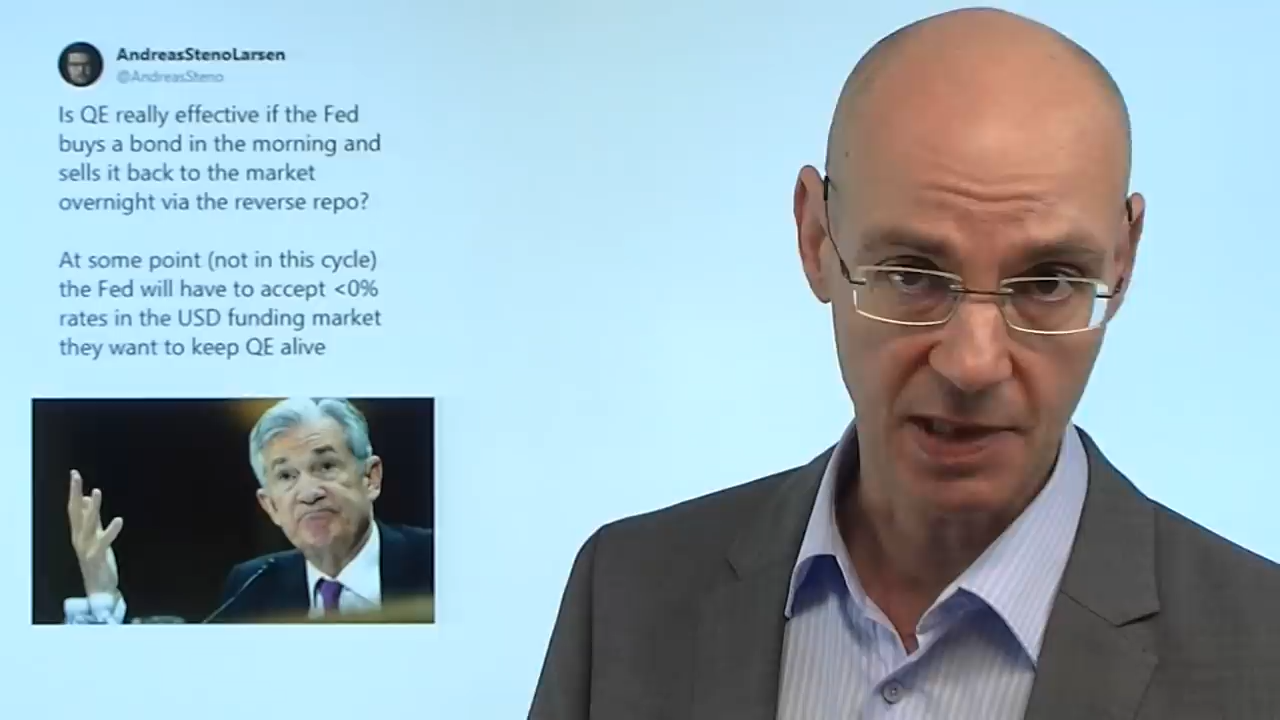 AndreasStenoLarsen
@AndreasSteno
Is QE really effective if the Fed
buys a bond in the morning and
sells it back to the market
overnight via the reverse repo?
At some point (not in this cycle)
the Fed will have to accept <0%
rates in the USD funding market
they want to keep QE alive